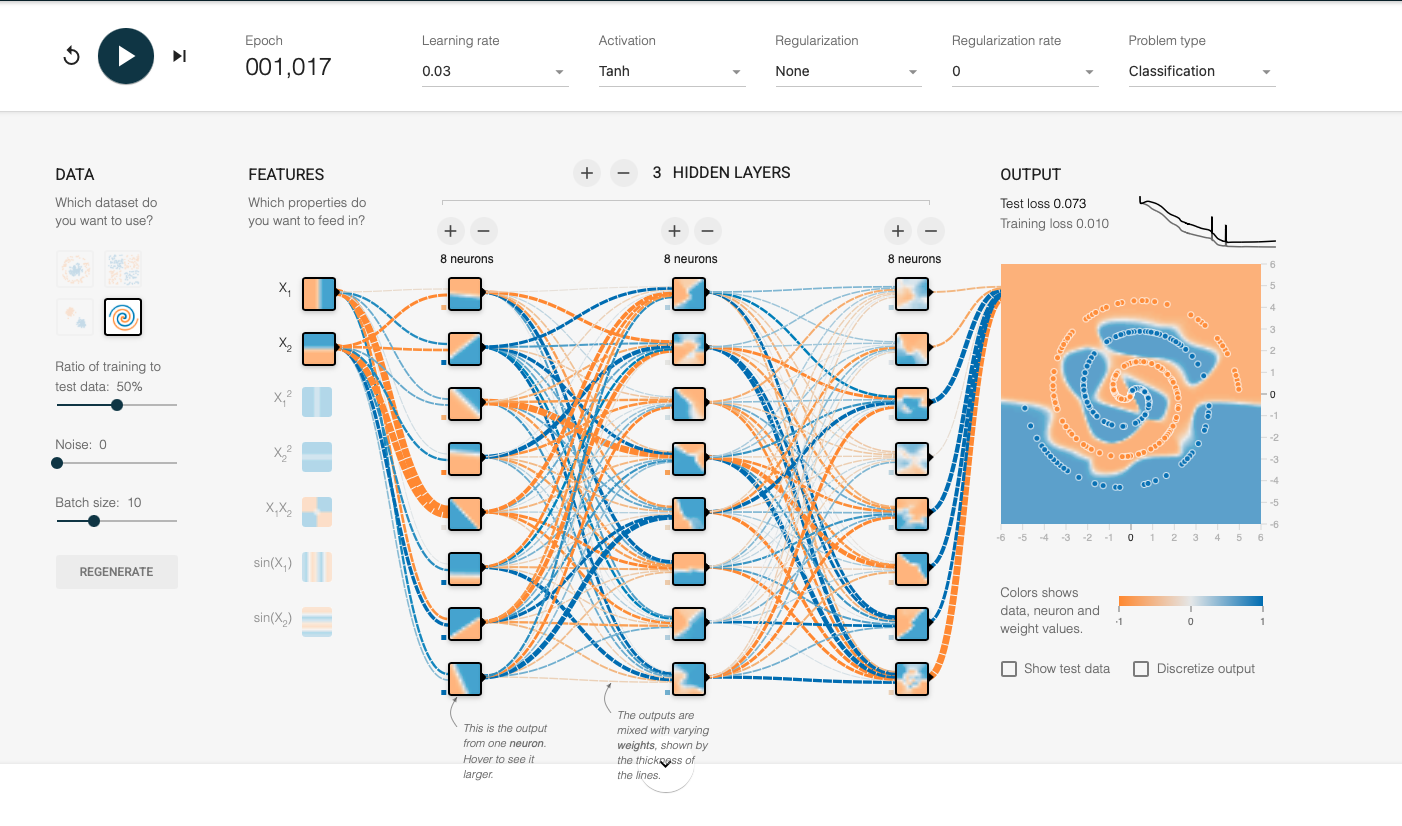 Epoch
001,017
Learning rate
0.03
Activation
Tanh
Regularization
None
Regularization rate
0
Problem type
Classification
DATA
Which dataset do
you want to use?
Ratio of training to
test data: 50%
Noise: 0
Batch size: 10
REGENERATE
FEATURES
Which properties do
you want to feed in?
X₁
X₂
X₁²
X₂²
X₁X₂
sin(X₁)
sin(X₂)
+ − 3 HIDDEN LAYERS
+ −
8 neurons
+ −
8 neurons
+ −
8 neurons
This is the output
from one neuron.
Hover to see it
larger.
The outputs are
mixed with varying
weights, shown by
the thickness of
the lines.
OUTPUT
Test loss 0.073
Training loss 0.010
6
5
4
3
2
1
0
-1
-2
-3
-4
-5
-6
-6 -5 -4 -3 -2 -1 0 1 2 3 4 5 6
Colors shows
data, neuron and
weight values.
-1 0 1
Show test data
Discretize output